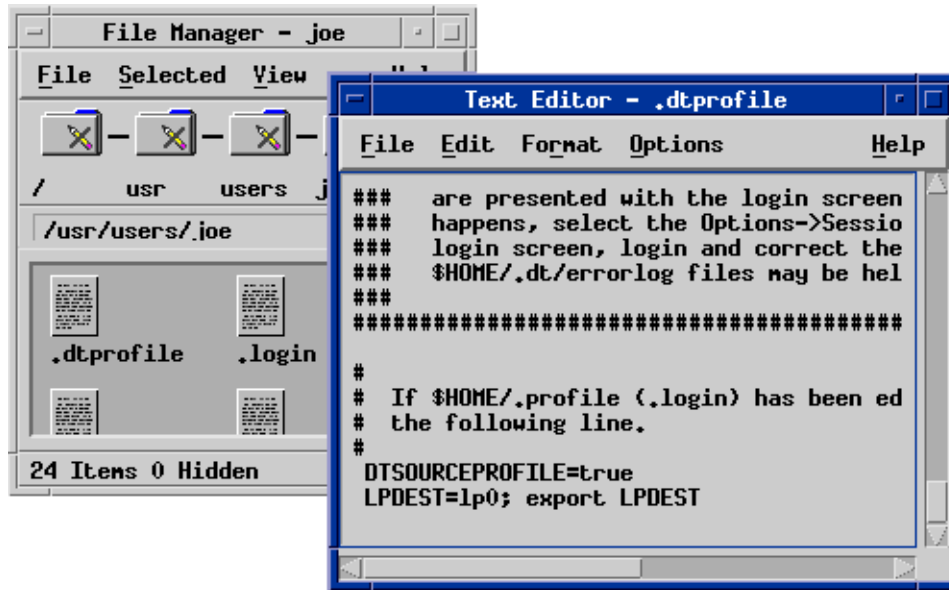 File Manager - joe
File Selected View
/ usr users
/usr/users/.joe
.dtprofile .login
24 Items 0 Hidden
Text Editor - .dtprofile
File Edit Format Options Help
### are presented with the login screen
### happens, select the Options->Sessio
### login screen, login and correct the
### $HOME/.dt/errorlog files may be hel
###
#########################################
#
# If $HOME/.profile (.login) has been ed
# the following line.
#
DTSOURCEPROFILE=true
LPDEST=lp0; export LPDEST